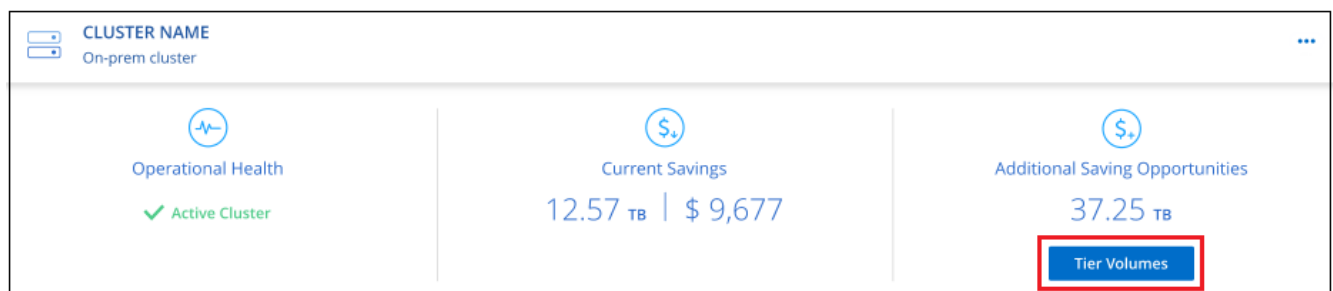 CLUSTER NAME
On-prem cluster
Operational Health
Active Cluster
Current Savings
12.57 TB | $ 9,677
Additional Saving Opportunities
37.25 TB
Tier Volumes